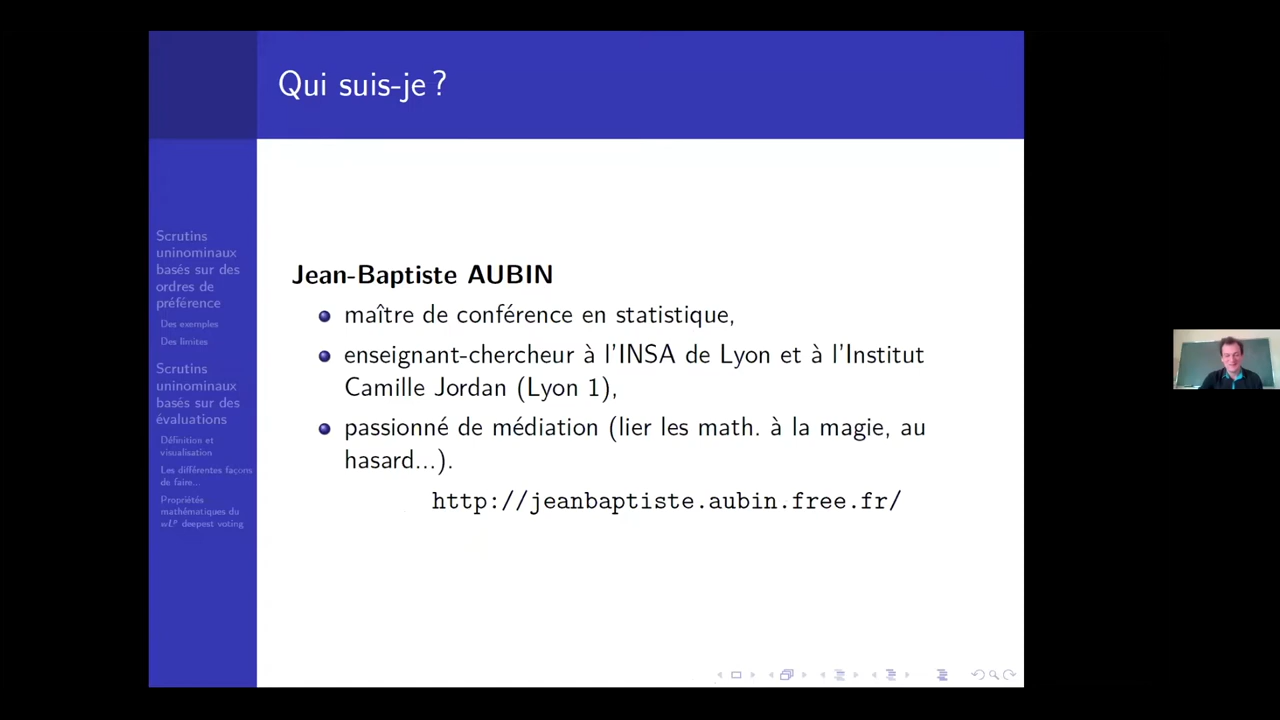 Qui suis-je ?
Scrutins
uninominaux
basés sur des
ordres de
préférence
Des exemples
Des limites
Scrutins
uninominaux
basés sur des
évaluations
Définition et
visualisation
Les différentes façons
de faire...
Propriétés
mathématiques du
wLᵖ deepest voting
Jean-Baptiste AUBIN
maître de conférence en statistique,
enseignant-chercheur à l'INSA de Lyon et à l'Institut
Camille Jordan (Lyon 1),
passionné de médiation (lier les math. à la magie, au
hasard...).
http://jeanbaptiste.aubin.free.fr/